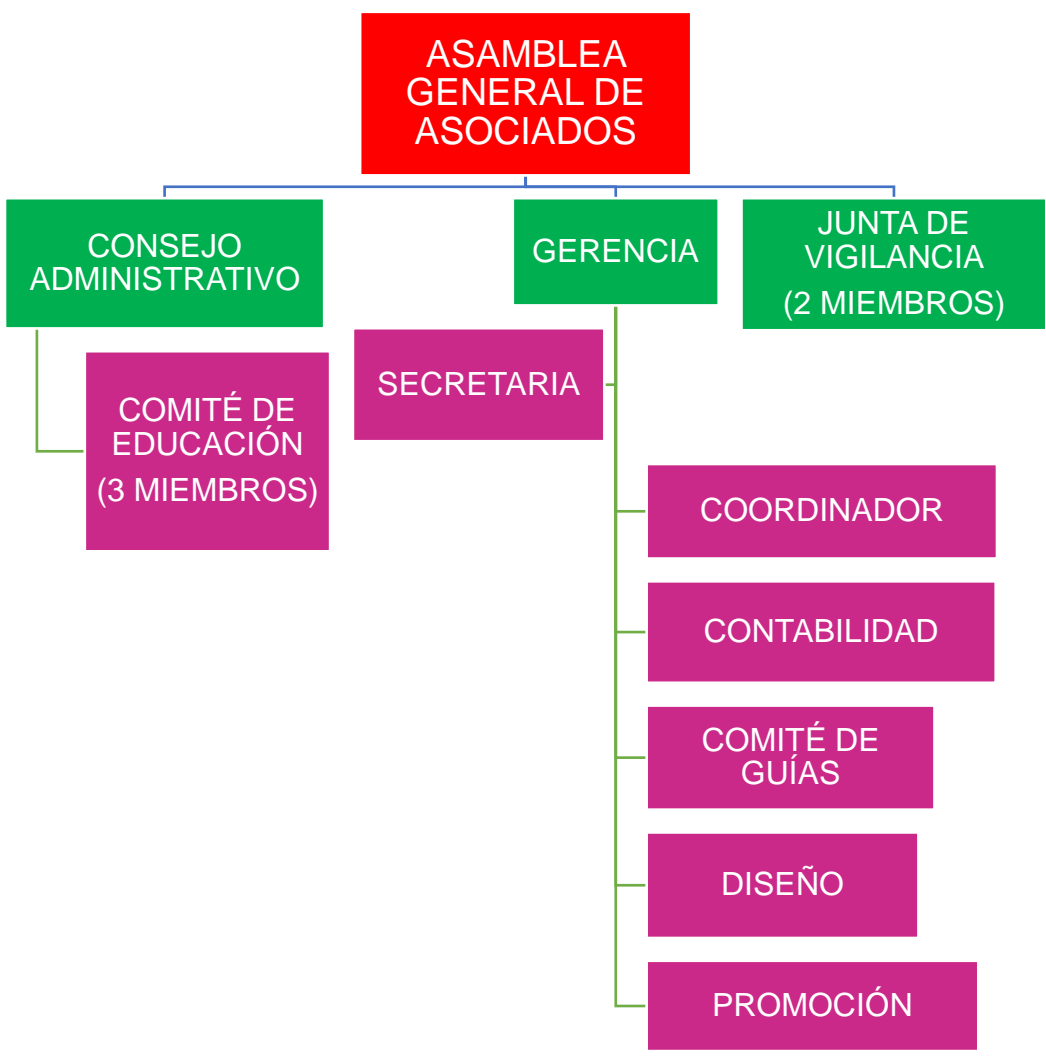 ASAMBLEA
GENERAL DE
ASOCIADOS
CONSEJO
ADMINISTRATIVO
GERENCIA
JUNTA DE
VIGILANCIA
(2 MIEMBROS)
COMITÉ DE
EDUCACIÓN
(3 MIEMBROS)
SECRETARIA
COORDINADOR
CONTABILIDAD
COMITÉ DE
GUÍAS
DISEÑO
PROMOCIÓN